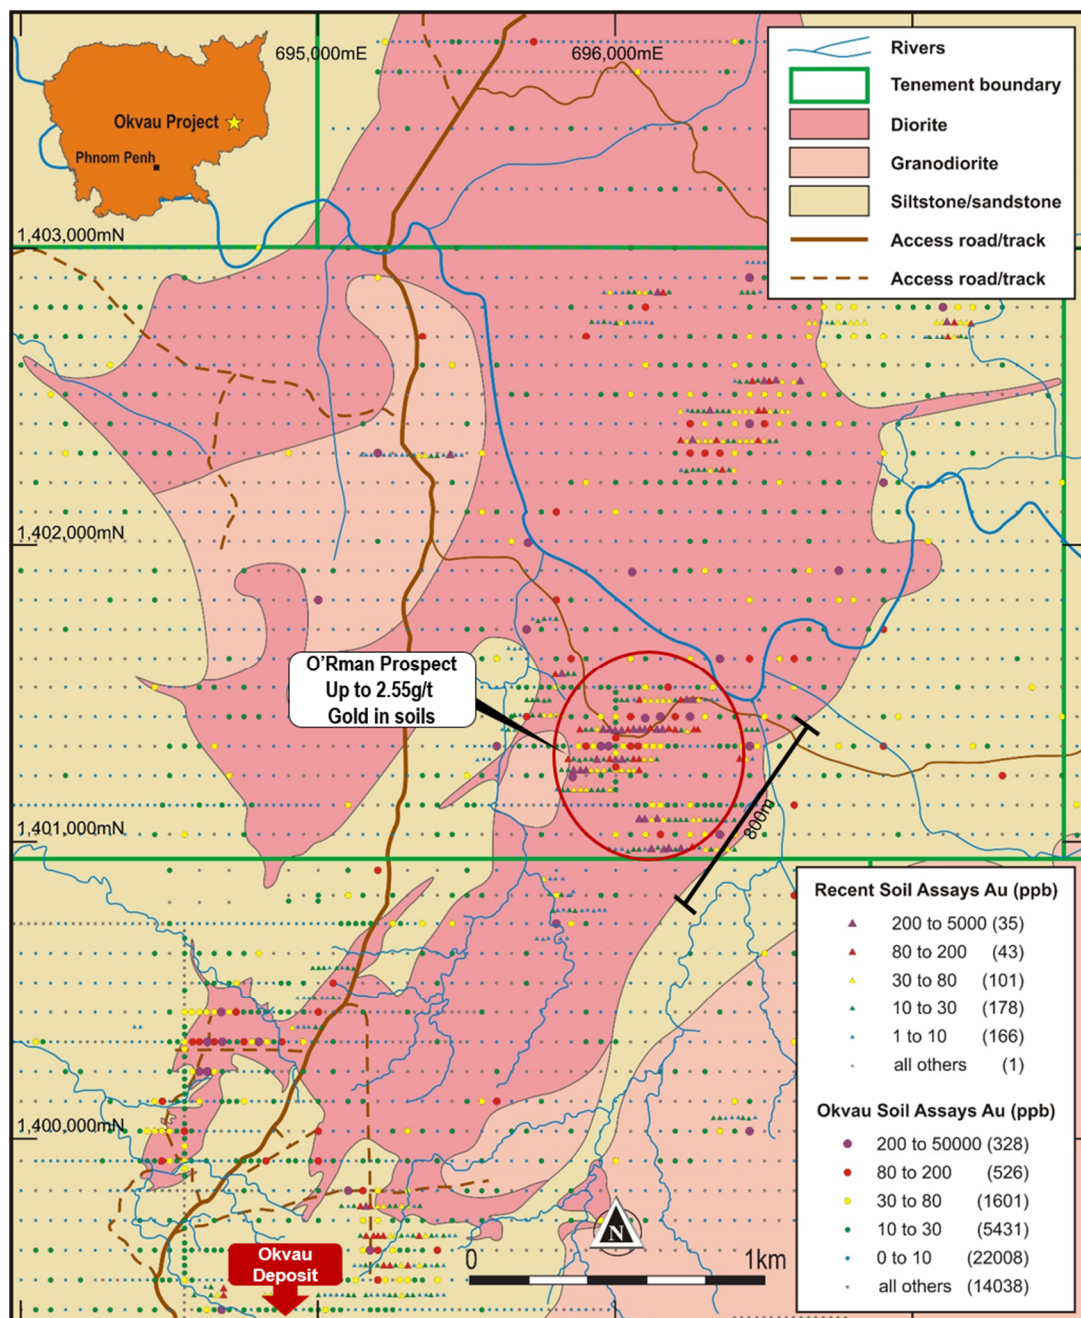 695,000mE
696,000mE
Okvau Project
Phnom Penh
Rivers
Tenement boundary
Diorite
Granodiorite
Siltstone/sandstone
Access road/track
Access road/track
1,403,000mN
1,402,000mN
O'Rman Prospect
Up to 2.55g/t
Gold in soils
1,401,000mN
800m
Recent Soil Assays Au (ppb)
200 to 5000 (35)
80 to 200 (43)
30 to 80 (101)
10 to 30 (178)
1 to 10 (166)
all others (1)
1,400,000mN
Okvau Soil Assays Au (ppb)
200 to 50000 (328)
80 to 200 (526)
30 to 80 (1601)
10 to 30 (5431)
0 to 10 (22008)
all others (14038)
N
Okvau
Deposit
0 1km